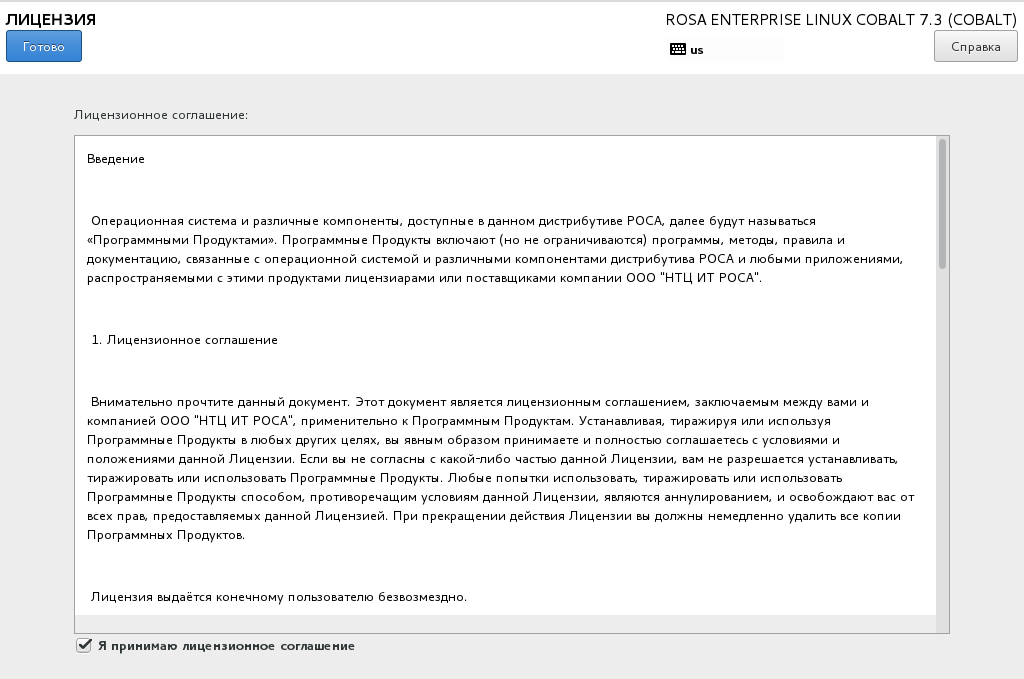 ЛИЦЕНЗИЯ
ROSA ENTERPRISE LINUX COBALT 7.3 (COBALT)
Готово
us
Справка
Лицензионное соглашение:
Введение
Операционная система и различные компоненты, доступные в данном дистрибутиве РОСА, далее будут называться
«Программными Продуктами». Программные Продукты включают (но не ограничиваются) программы, методы, правила и
документацию, связанные с операционной системой и различными компонентами дистрибутива РОСА и любыми приложениями,
распространяемыми с этими продуктами лицензиарами или поставщиками компании ООО "НТЦ ИТ РОСА".
1. Лицензионное соглашение
Внимательно прочтите данный документ. Этот документ является лицензионным соглашением, заключаемым между вами и
компанией ООО "НТЦ ИТ РОСА", применительно к Программным Продуктам. Устанавливая, тиражируя или используя
Программные Продукты в любых других целях, вы явным образом принимаете и полностью соглашаетесь с условиями и
положениями данной Лицензии. Если вы не согласны с какой-либо частью данной Лицензии, вам не разрешается устанавливать,
тиражировать или использовать Программные Продукты. Любые попытки использовать, тиражировать или использовать
Программные Продукты способом, противоречащим условиям данной Лицензии, являются аннулированием, и освобождают вас от
всех прав, предоставляемых данной Лицензией. При прекращении действия Лицензии вы должны немедленно удалить все копии
Программных Продуктов.
Лицензия выдаётся конечному пользователю безвозмездно.
Я принимаю лицензионное соглашение